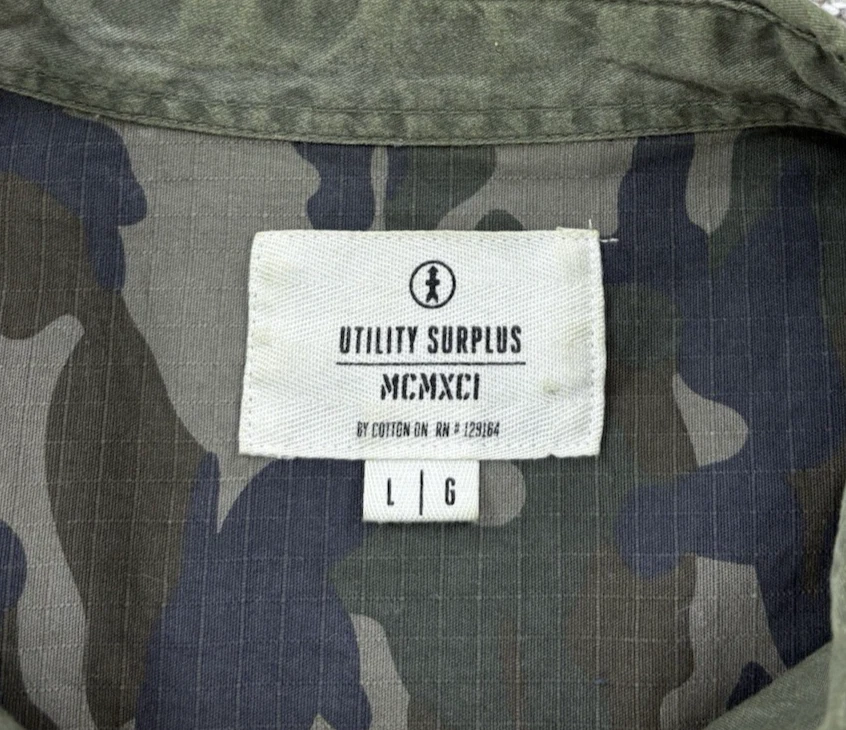 UTILITY SURPLUS
MCMXCI
BY COTTON ON RN # 129164
L | G